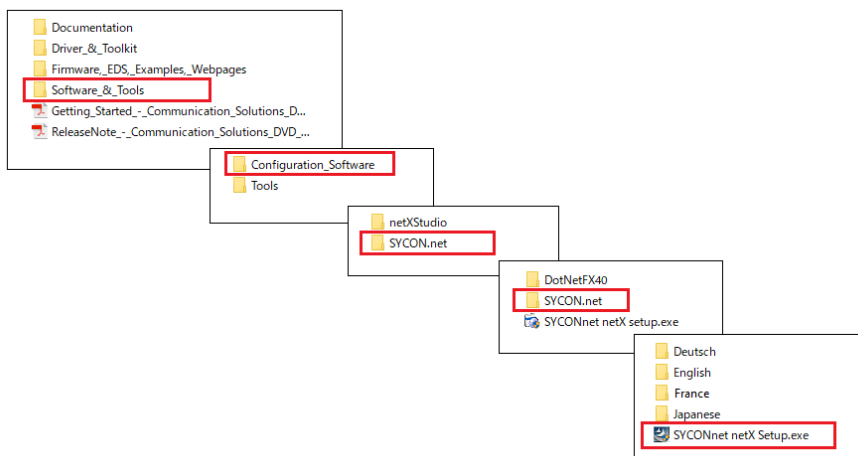 Documentation
Driver_&_Toolkit
Firmware,_EDS,_Examples,_Webpages
Software_&_Tools
Getting_Started_-_Communication_Solutions_D...
ReleaseNote_-_Communication_Solutions_DVD_...
Configuration_Software
Tools
netXStudio
SYCON.net
DotNetFX40
SYCON.net
SYCONnet netX setup.exe
Deutsch
English
France
Japanese
SYCONnet netX Setup.exe